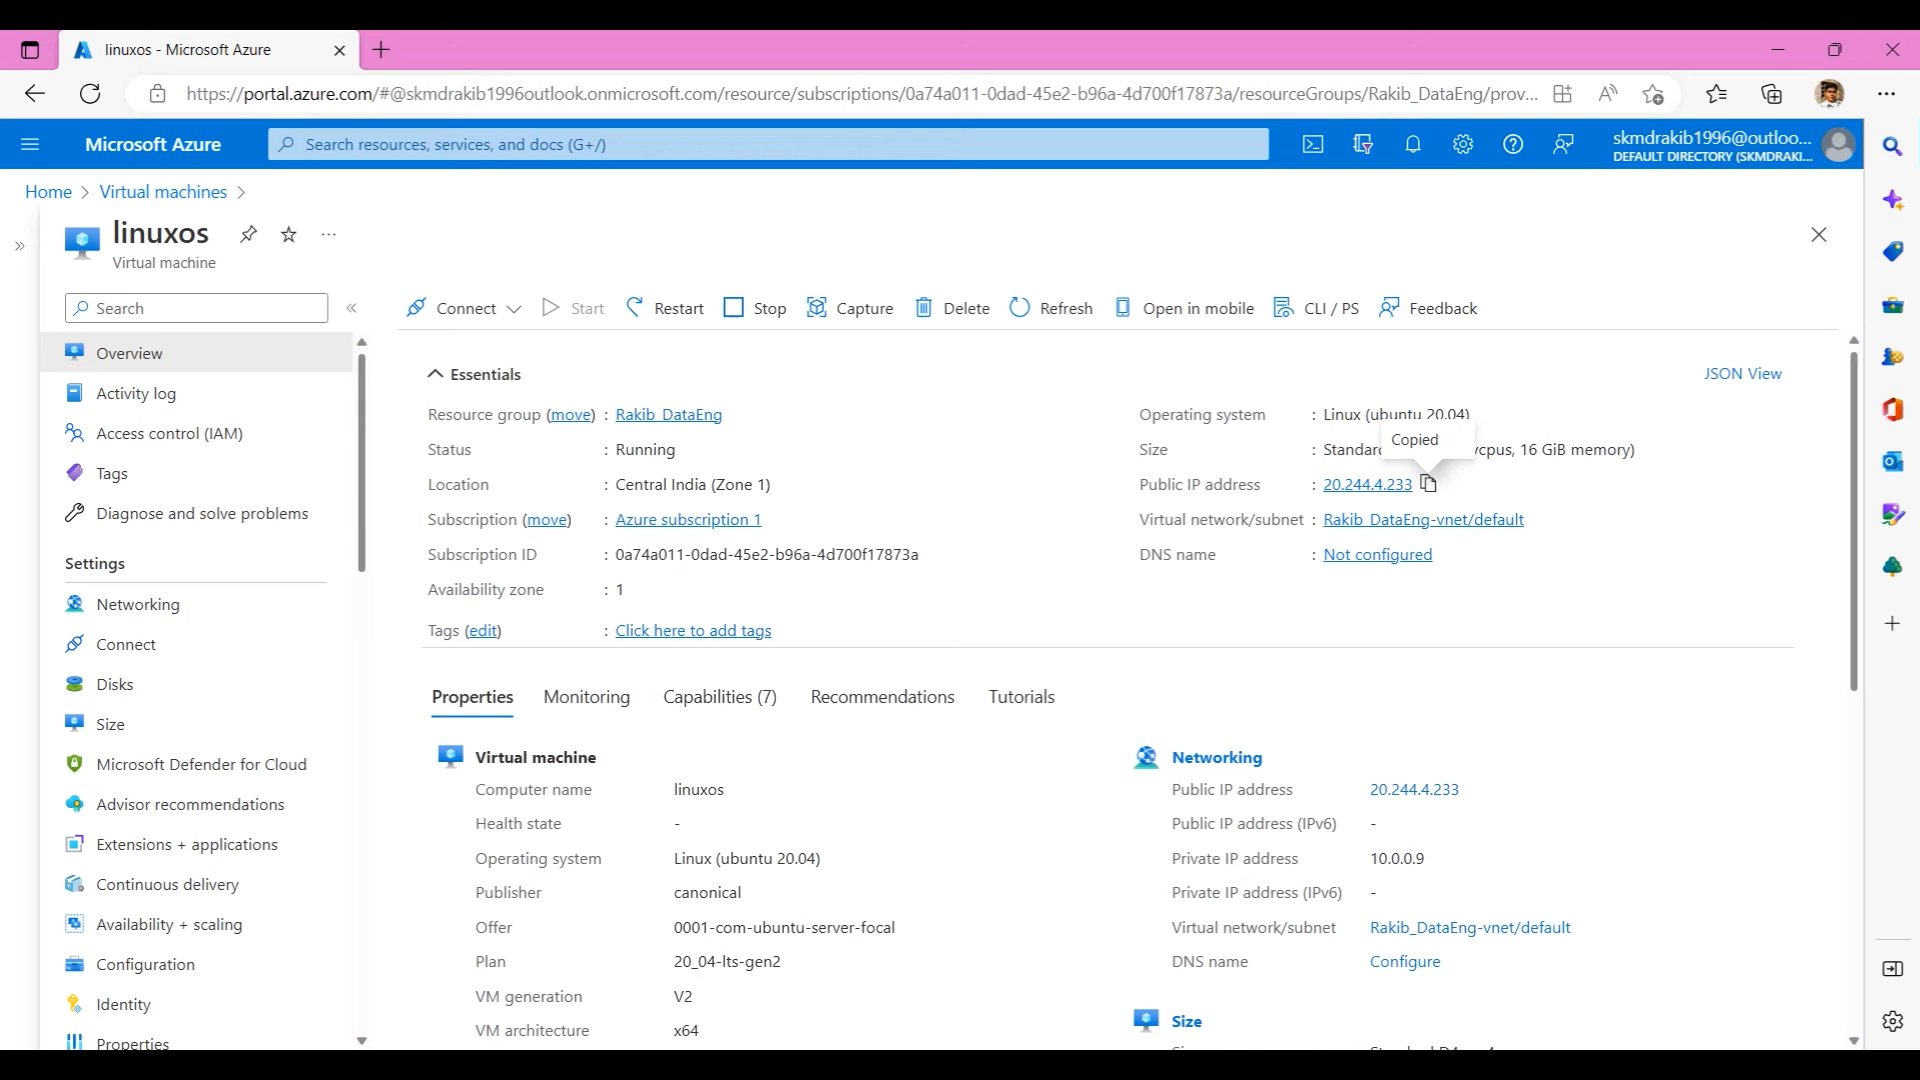 linuxos - Microsoft Azure
https://portal.azure.com/#@skmdrakib1996outlook.onmicrosoft.com/resource/subscriptions/0a74a011-0dad-45e2-b96a-4d700f17873a/resourceGroups/Rakib_DataEng/prov...
Microsoft Azure
Search resources, services, and docs (G+/)
skmdrakib1996@outloo...
DEFAULT DIRECTORY (SKMDRAKI...
Home > Virtual machines >
linuxos
Virtual machine
Search
Connect
Start
Restart
Stop
Capture
Delete
Refresh
Open in mobile
CLI / PS
Feedback
Overview
Activity log
Access control (IAM)
Tags
Diagnose and solve problems
Settings
Networking
Connect
Disks
Size
Microsoft Defender for Cloud
Advisor recommendations
Extensions + applications
Continuous delivery
Availability + scaling
Configuration
Identity
Properties
Essentials
JSON View
Resource group (move) : Rakib_DataEng
Status : Running
Location : Central India (Zone 1)
Subscription (move) : Azure subscription 1
Subscription ID : 0a74a011-0dad-45e2-b96a-4d700f17873a
Availability zone : 1
Tags (edit) : Click here to add tags
Operating system : Linux (ubuntu 20.04)
Copied
Size : Standard vcpus, 16 GiB memory)
Public IP address : 20.244.4.233
Virtual network/subnet : Rakib_DataEng-vnet/default
DNS name : Not configured
Properties
Monitoring
Capabilities (7)
Recommendations
Tutorials
Virtual machine
Computer name linuxos
Health state -
Operating system Linux (ubuntu 20.04)
Publisher canonical
Offer 0001-com-ubuntu-server-focal
Plan 20_04-lts-gen2
VM generation V2
VM architecture x64
Networking
Public IP address 20.244.4.233
Public IP address (IPv6) -
Private IP address 10.0.0.9
Private IP address (IPv6) -
Virtual network/subnet Rakib_DataEng-vnet/default
DNS name Configure
Size